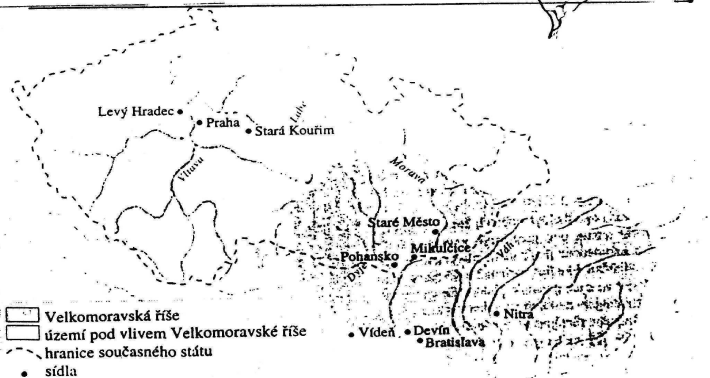 Levý Hradec
Praha
Stará Kouřim
Labe
Vltava
Morava
Staré Město
Mikulčice
Pohansko
Dyje
Váh
Nitra
Vídeň
Devín
Bratislava
Velkomoravská říše
území pod vlivem Velkomoravské říše
hranice současného státu
sídla